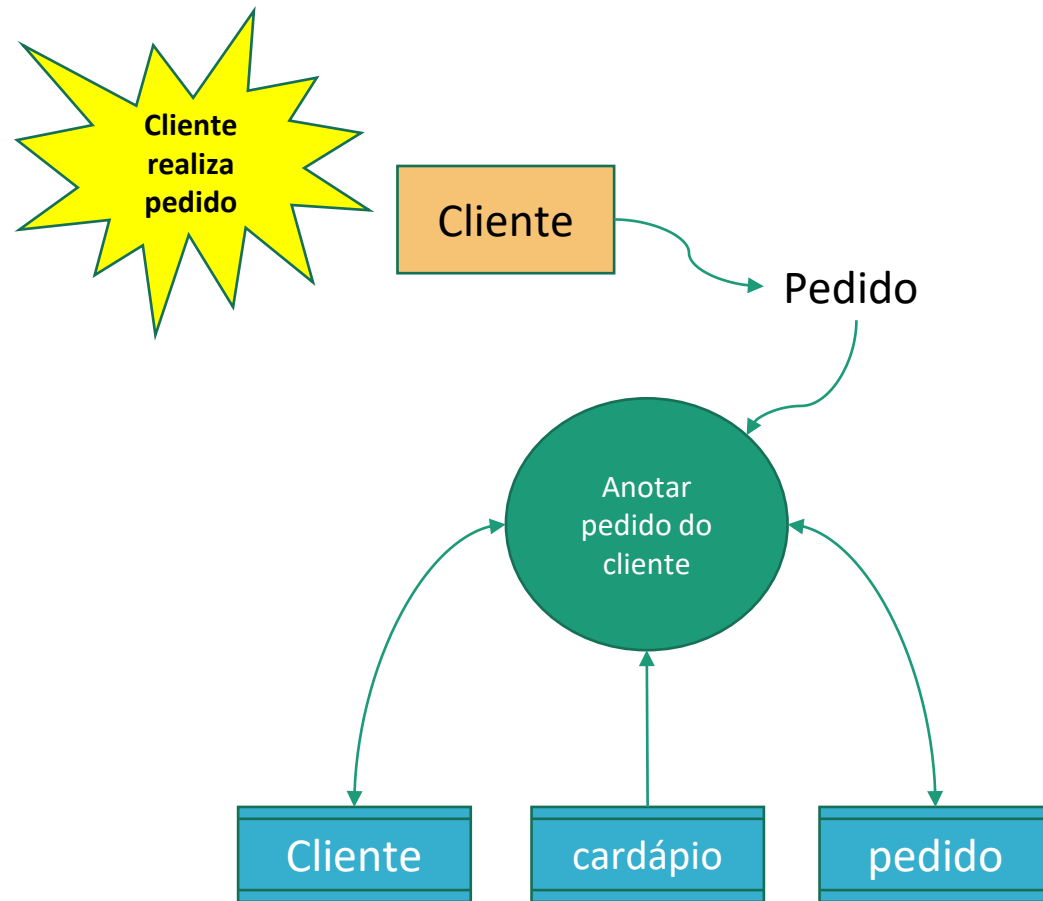 Cliente
realiza
pedido
Cliente
Pedido
Anotar
pedido do
cliente
Cliente
cardápio
pedido